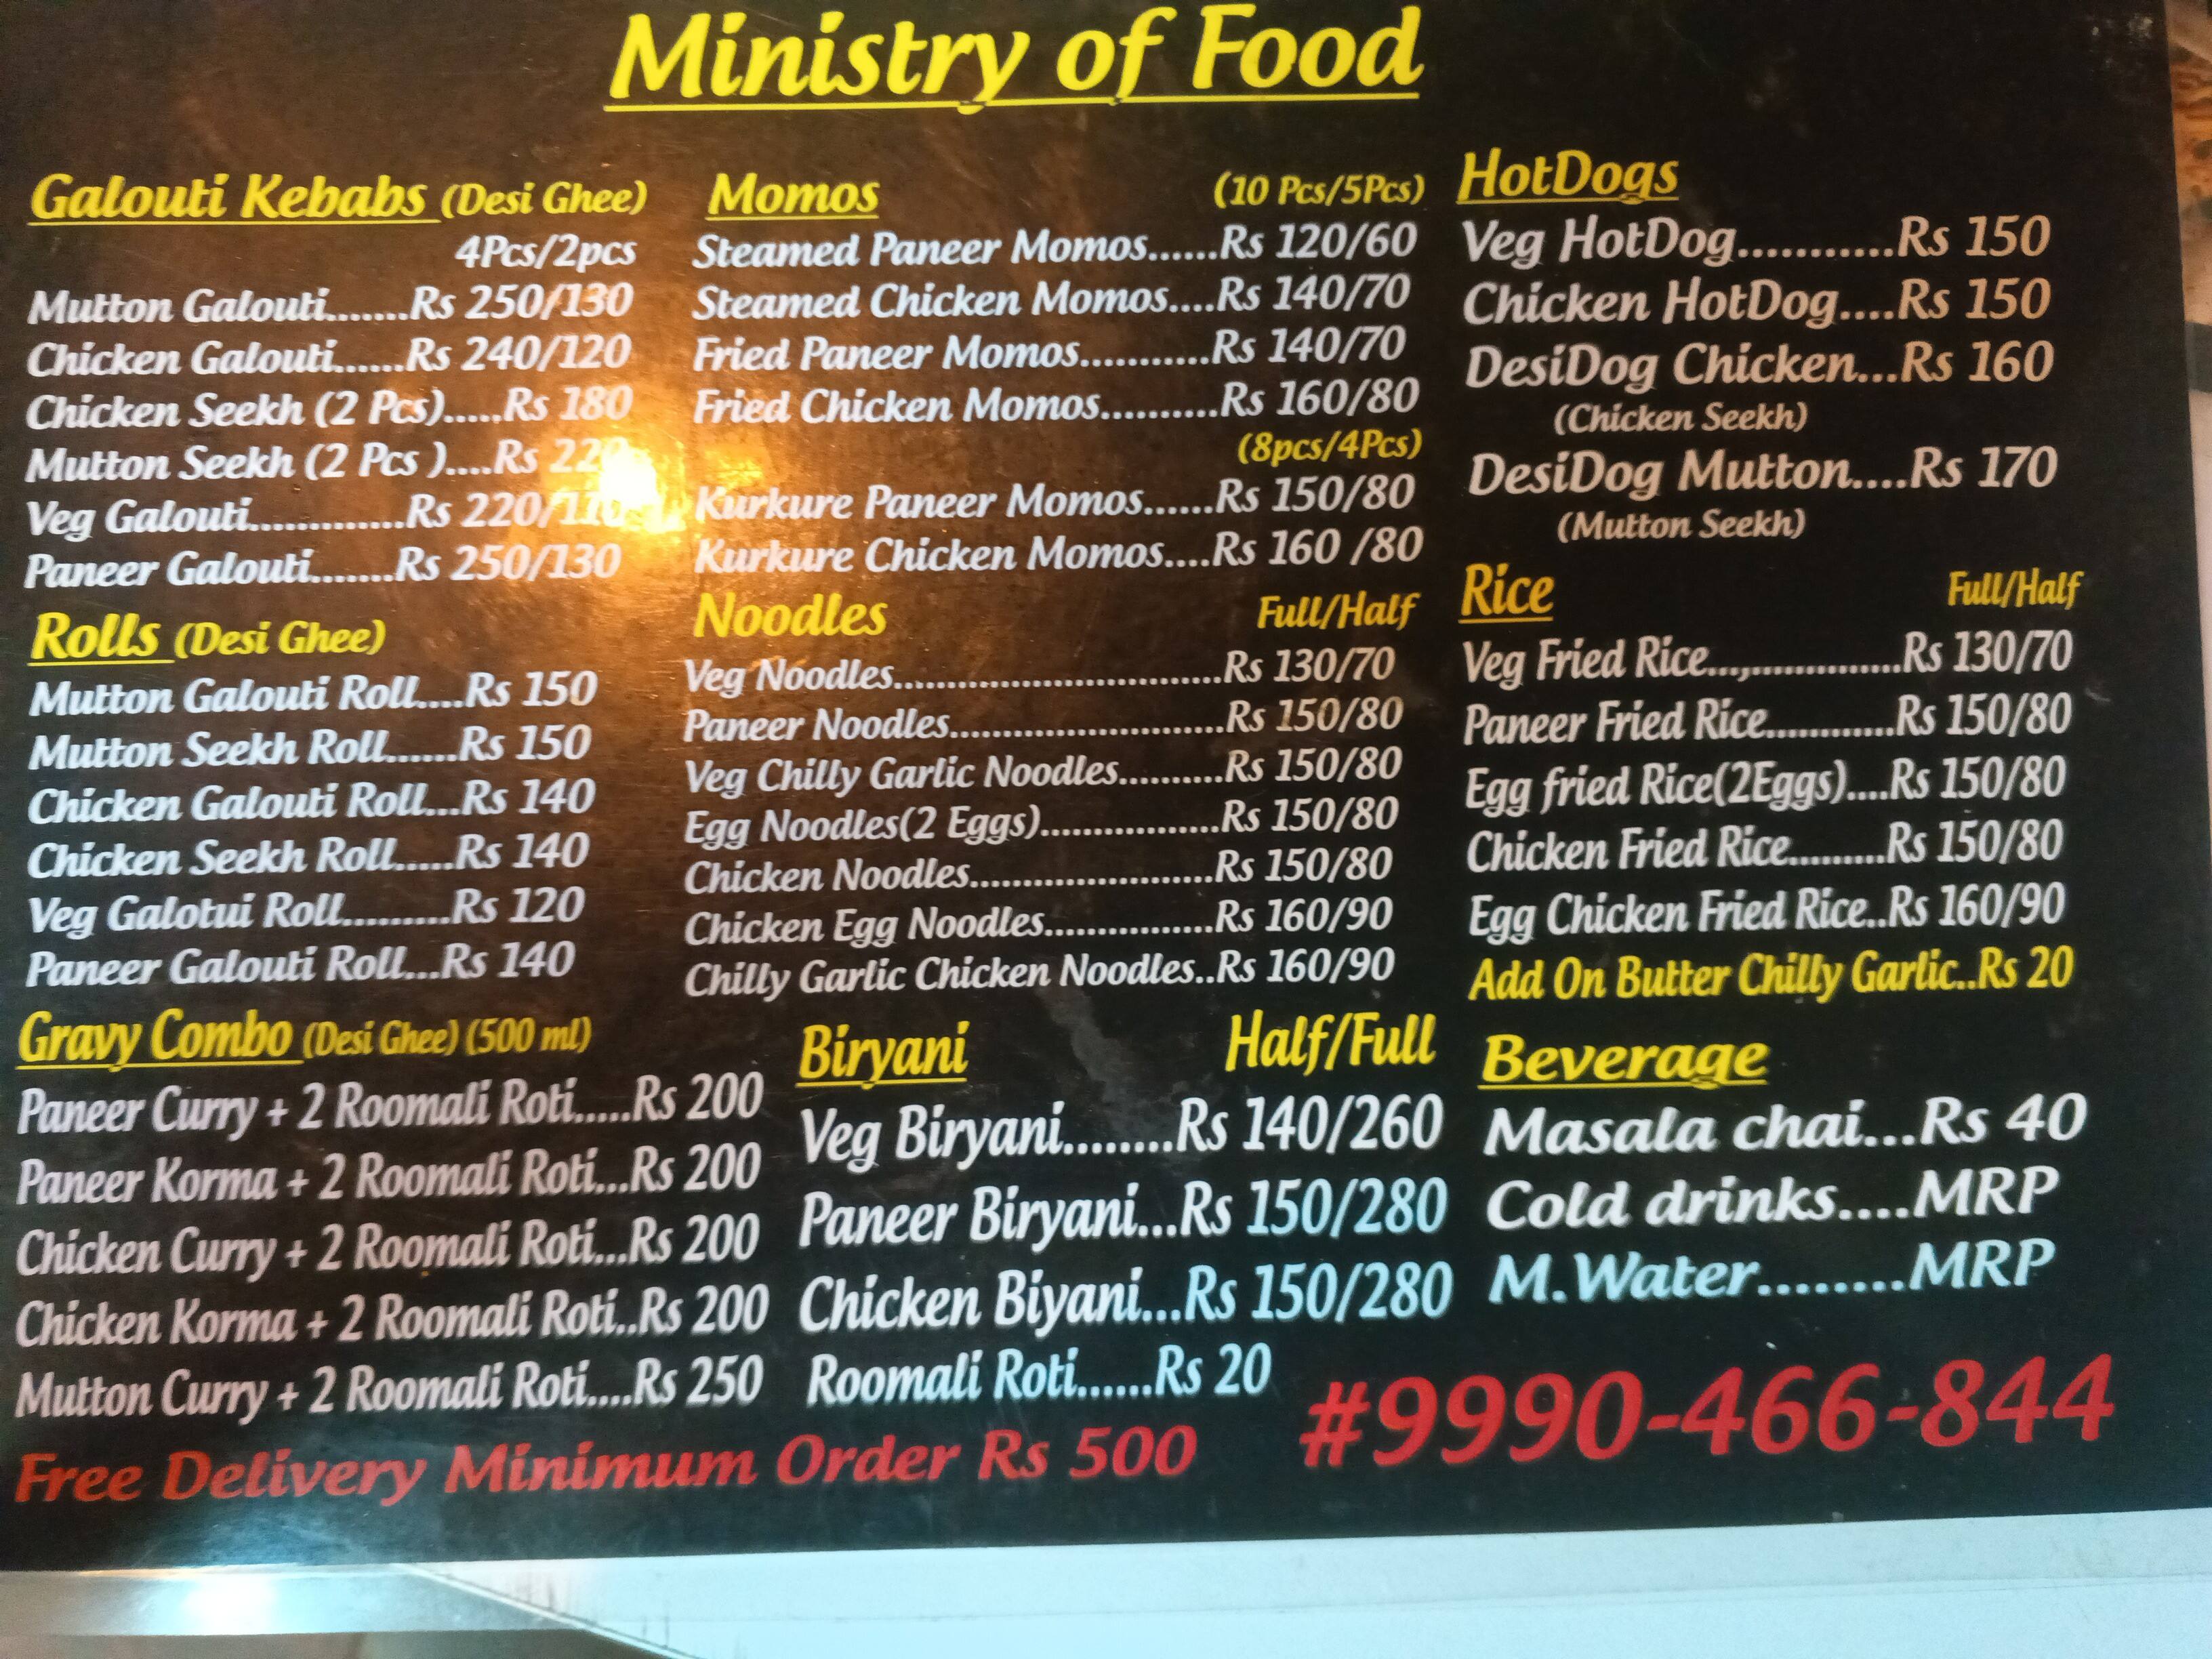 Ministry of Food
Galouti Kebabs (Desi Ghee)
4Pcs/2pcs
Mutton Galouti.......Rs 250/130
Chicken Galouti......Rs 240/120
Chicken Seekh (2 Pcs).....Rs 180
Mutton Seekh (2 Pcs )....Rs 220
Veg Galouti.............Rs 220/110
Paneer Galouti.......Rs 250/130
Rolls (Desi Ghee)
Mutton Galouti Roll....Rs 150
Mutton Seekh Roll......Rs 150
Chicken Galouti Roll...Rs 140
Chicken Seekh Roll.....Rs 140
Veg Galotui Roll.........Rs 120
Paneer Galouti Roll...Rs 140
Gravy Combo (Desi Ghee) (500 ml)
Paneer Curry + 2 Roomali Roti.....Rs 200
Paneer Korma + 2 Roomali Roti...Rs 200
Chicken Curry + 2 Roomali Roti...Rs 200
Chicken Korma + 2 Roomali Roti..Rs 200
Mutton Curry + 2 Roomali Roti....Rs 250
Momos (10 Pcs/5Pcs)
Steamed Paneer Momos......Rs 120/60
Steamed Chicken Momos....Rs 140/70
Fried Paneer Momos...........Rs 140/70
Fried Chicken Momos..........Rs 160/80
(8pcs/4Pcs)
Kurkure Paneer Momos......Rs 150/80
Kurkure Chicken Momos....Rs 160 /80
Noodles Full/Half
Veg Noodles.................................Rs 130/70
Paneer Noodles...........................Rs 150/80
Veg Chilly Garlic Noodles..........Rs 150/80
Egg Noodles(2 Eggs).................Rs 150/80
Chicken Noodles........................Rs 150/80
Chicken Egg Noodles................Rs 160/90
Chilly Garlic Chicken Noodles..Rs 160/90
Biryani Half/Full
Veg Biryani........Rs 140/260
Paneer Biryani...Rs 150/280
Chicken Biyani...Rs 150/280
Roomali Roti......Rs 20
HotDogs
Veg HotDog...........Rs 150
Chicken HotDog....Rs 150
DesiDog Chicken...Rs 160
(Chicken Seekh)
DesiDog Mutton....Rs 170
(Mutton Seekh)
Rice Full/Half
Veg Fried Rice...,..............Rs 130/70
Paneer Fried Rice............Rs 150/80
Egg fried Rice(2Eggs)....Rs 150/80
Chicken Fried Rice.........Rs 150/80
Egg Chicken Fried Rice..Rs 160/90
Add On Butter Chilly Garlic..Rs 20
Beverage
Masala chai...Rs 40
Cold drinks....MRP
M.Water........MRP
Free Delivery Minimum Order Rs 500
#9990-466-844